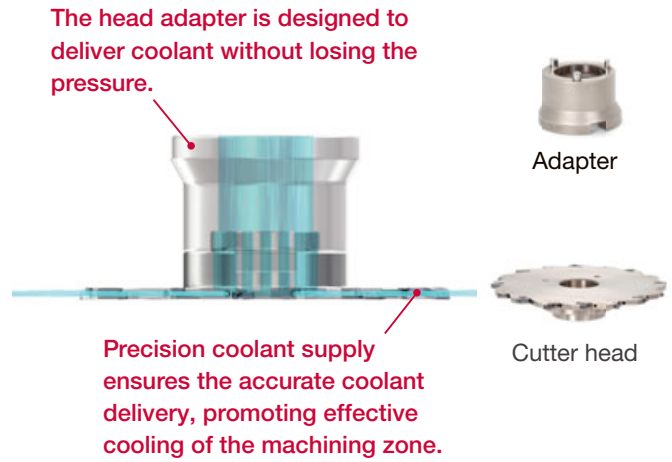 The head adapter is designed to
deliver coolant without losing the
pressure.
Adapter
Cutter head
Precision coolant supply
ensures the accurate coolant
delivery, promoting effective
cooling of the machining zone.